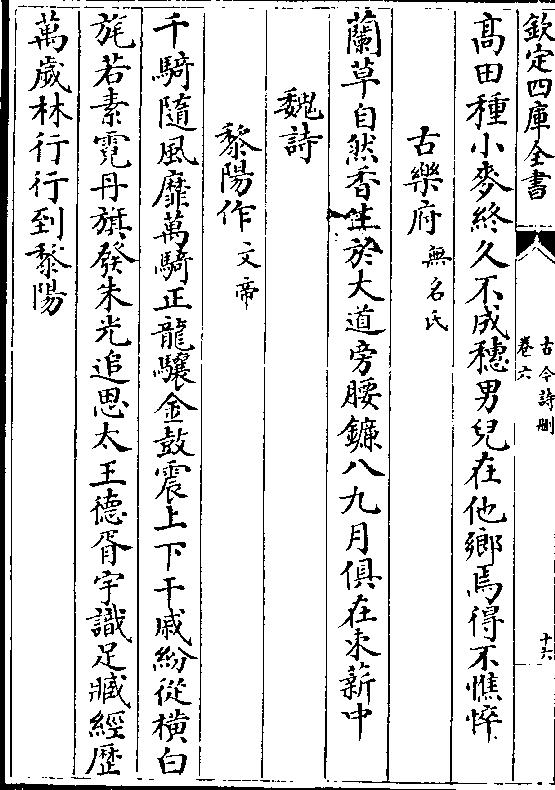 欽定四庫全書
古今詩刪
卷六
十六
高田種小麥終久不成穗男兒在他鄉焉得不憔悴
古樂府無名氏
蘭草自然香生於大道旁腰鐮八九月俱在束薪中
魏詩
黎陽作文帝
千騎隨風靡萬騎正龍驤金鼓震上下干戚紛從橫白
旄若素霓丹旗發朱光追思太王德胥宇識足臧經歷
萬歲林行行到黎陽